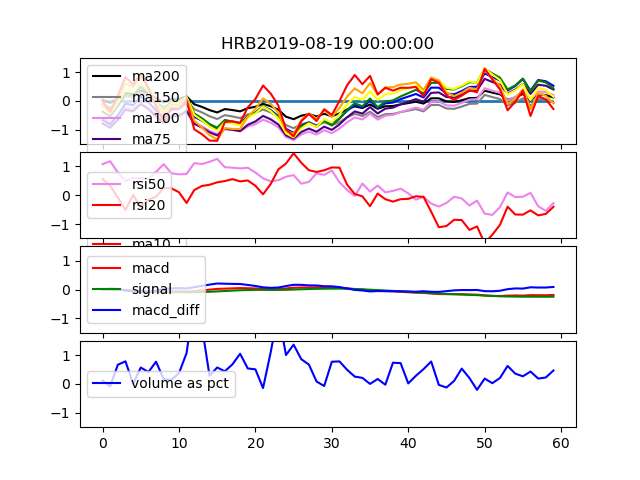 HRB2019-08-19 00:00:00
1
0
−1
ma200
ma150
ma100
ma75
1
0
−1
rsi50
rsi20
ma10
1
0
−1
macd
signal
macd_diff
1
0
−1
volume as pct
0 10 20 30 40 50 60